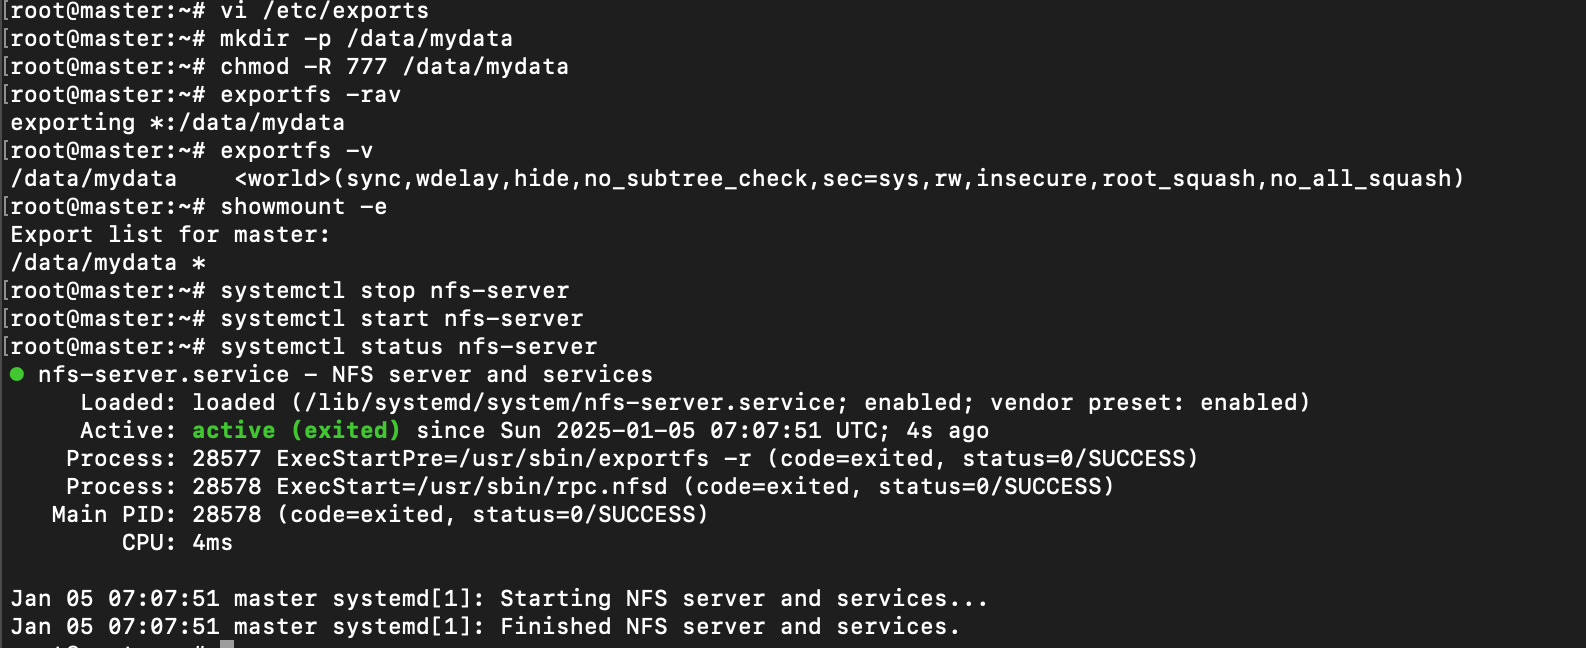 [root@master:~# vi /etc/exports
[root@master:~# mkdir -p /data/mydata
[root@master:~# chmod -R 777 /data/mydata
[root@master:~# exportfs -rav
exporting *:/data/mydata
[root@master:~# exportfs -v
/data/mydata    <world>(sync,wdelay,hide,no_subtree_check,sec=sys,rw,insecure,root_squash,no_all_squash)
[root@master:~# showmount -e
Export list for master:
/data/mydata *
[root@master:~# systemctl stop nfs-server
[root@master:~# systemctl start nfs-server
[root@master:~# systemctl status nfs-server
● nfs-server.service - NFS server and services
     Loaded: loaded (/lib/systemd/system/nfs-server.service; enabled; vendor preset: enabled)
     Active: active (exited) since Sun 2025-01-05 07:07:51 UTC; 4s ago
    Process: 28577 ExecStartPre=/usr/sbin/exportfs -r (code=exited, status=0/SUCCESS)
    Process: 28578 ExecStart=/usr/sbin/rpc.nfsd (code=exited, status=0/SUCCESS)
   Main PID: 28578 (code=exited, status=0/SUCCESS)
        CPU: 4ms

Jan 05 07:07:51 master systemd[1]: Starting NFS server and services...
Jan 05 07:07:51 master systemd[1]: Finished NFS server and services.